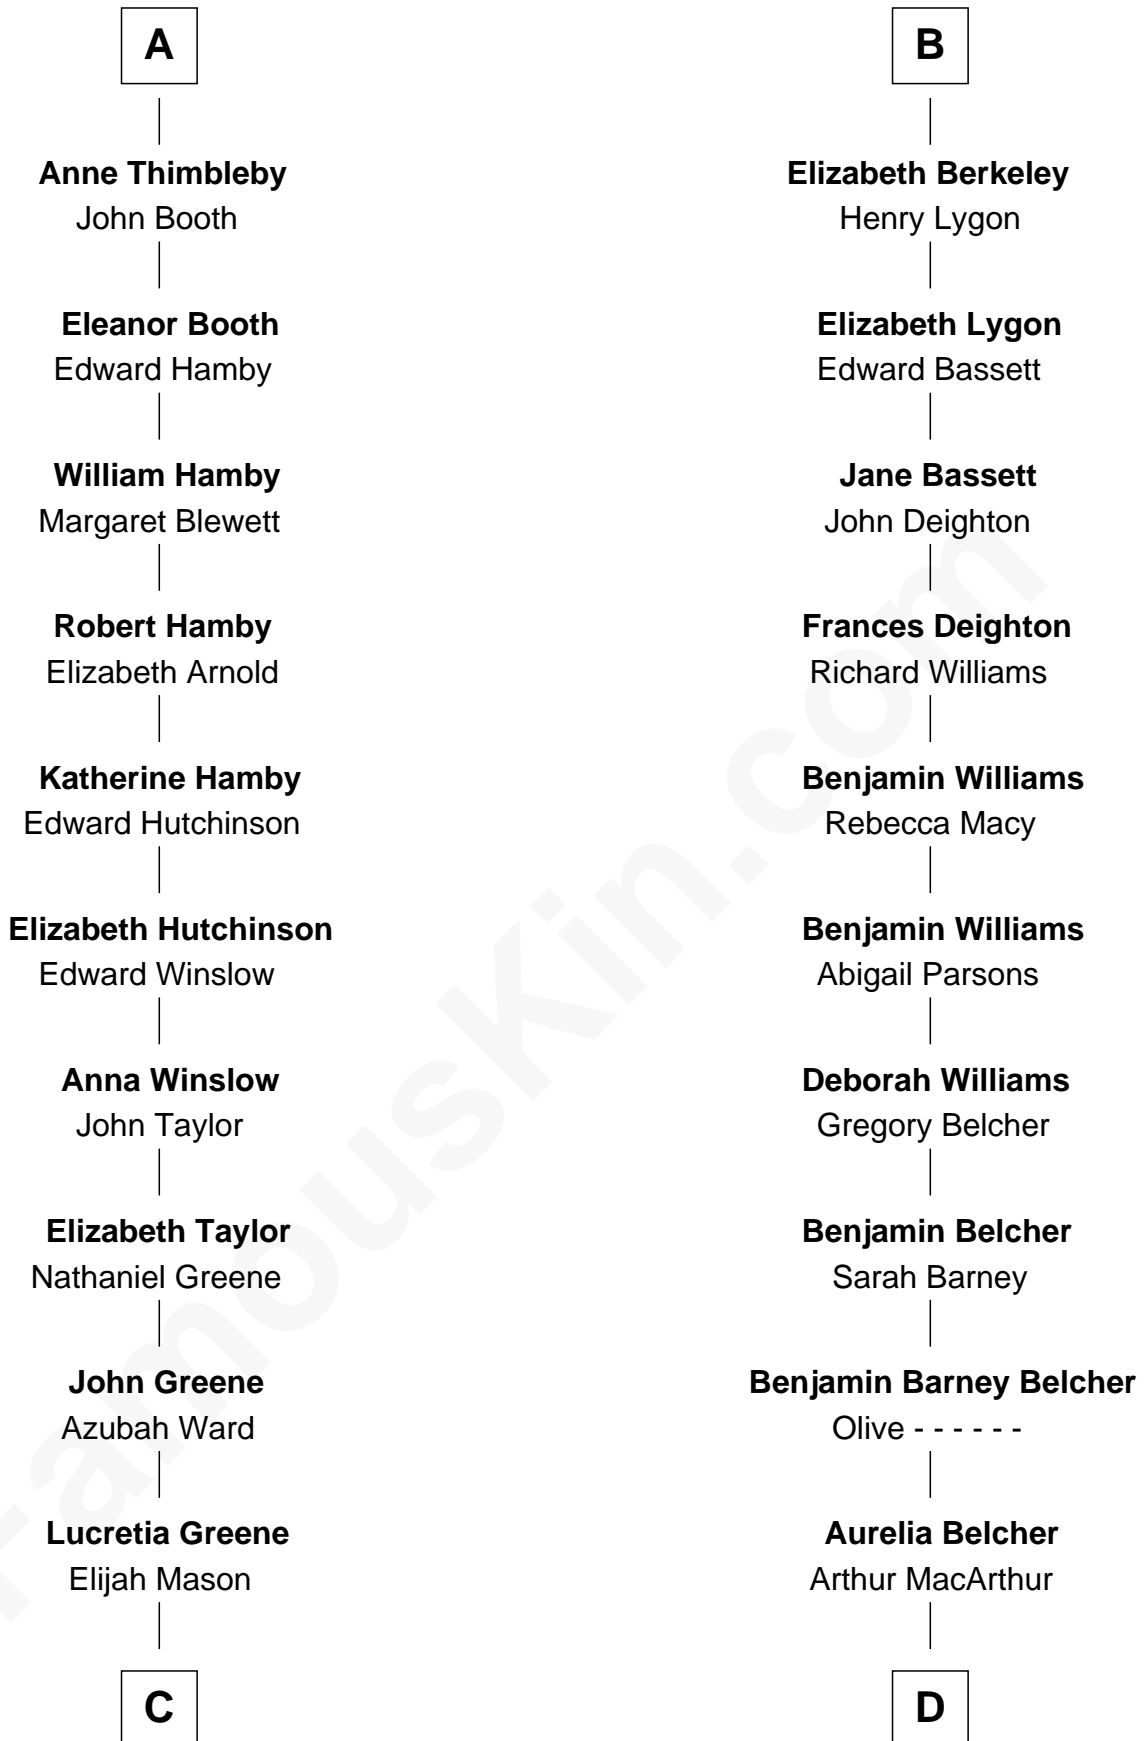 A
Anne Thimbleby
John Booth
Eleanor Booth
Edward Hamby
William Hamby
Margaret Blewett
Robert Hamby
Elizabeth Arnold
Katherine Hamby
Edward Hutchinson
Elizabeth Hutchinson
Edward Winslow
Anna Winslow
John Taylor
Elizabeth Taylor
Nathaniel Greene
John Greene
Azubah Ward
Lucretia Greene
Elijah Mason
C
B
Elizabeth Berkeley
Henry Lygon
Elizabeth Lygon
Edward Bassett
Jane Bassett
John Deighton
Frances Deighton
Richard Williams
Benjamin Williams
Rebecca Macy
Benjamin Williams
Abigail Parsons
Deborah Williams
Gregory Belcher
Benjamin Belcher
Sarah Barney
Benjamin Barney Belcher
Olive - - - - - -
Aurelia Belcher
Arthur MacArthur
D
FamousKin.com